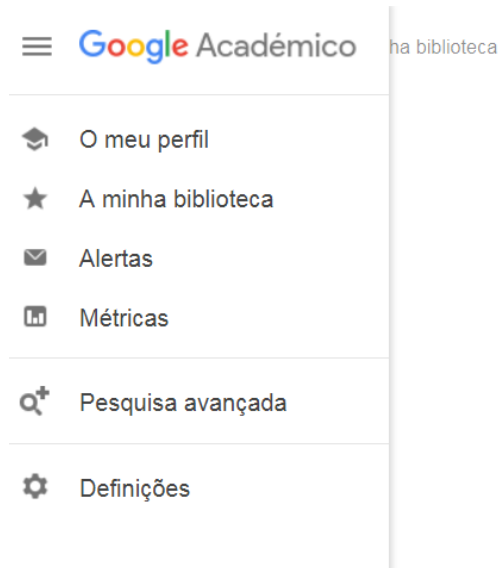 Google Académico
ha biblioteca
O meu perfil
A minha biblioteca
Alertas
Métricas
Pesquisa avançada
Definições